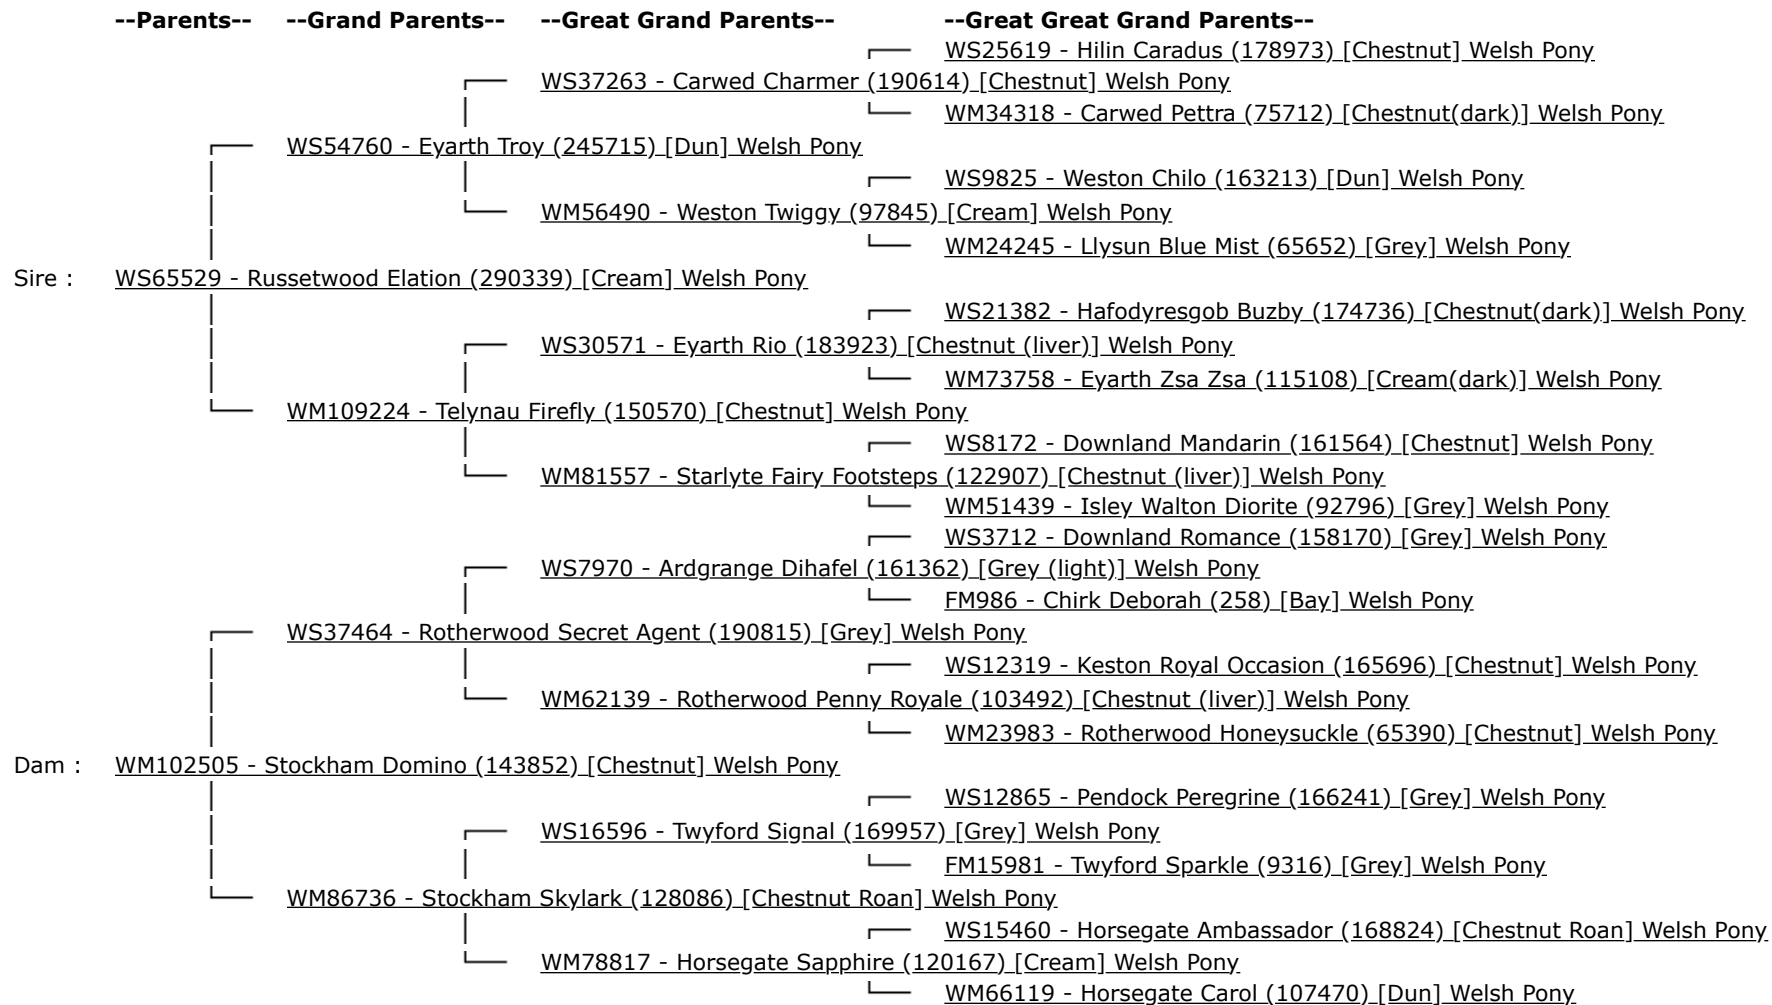 --Parents-- --Grand Parents-- --Great Grand Parents-- --Great Great Grand Parents--
WS25619 - Hilin Caradus (178973) [Chestnut] Welsh Pony
WS37263 - Carwed Charmer (190614) [Chestnut] Welsh Pony
WM34318 - Carwed Pettra (75712) [Chestnut(dark)] Welsh Pony
WS54760 - Eyarth Troy (245715) [Dun] Welsh Pony
WS9825 - Weston Chilo (163213) [Dun] Welsh Pony
WM56490 - Weston Twiggy (97845) [Cream] Welsh Pony
WM24245 - Llysun Blue Mist (65652) [Grey] Welsh Pony
Sire : WS65529 - Russetwood Elation (290339) [Cream] Welsh Pony
WS21382 - Hafodyresgob Buzby (174736) [Chestnut(dark)] Welsh Pony
WS30571 - Eyarth Rio (183923) [Chestnut (liver)] Welsh Pony
WM73758 - Eyarth Zsa Zsa (115108) [Cream(dark)] Welsh Pony
WM109224 - Telynau Firefly (150570) [Chestnut] Welsh Pony
WS8172 - Downland Mandarin (161564) [Chestnut] Welsh Pony
WM81557 - Starlyte Fairy Footsteps (122907) [Chestnut (liver)] Welsh Pony
WM51439 - Isley Walton Diorite (92796) [Grey] Welsh Pony
WS3712 - Downland Romance (158170) [Grey] Welsh Pony
WS7970 - Ardgrange Dihafel (161362) [Grey (light)] Welsh Pony
FM986 - Chirk Deborah (258) [Bay] Welsh Pony
WS37464 - Rotherwood Secret Agent (190815) [Grey] Welsh Pony
WS12319 - Keston Royal Occasion (165696) [Chestnut] Welsh Pony
WM62139 - Rotherwood Penny Royale (103492) [Chestnut (liver)] Welsh Pony
WM23983 - Rotherwood Honeysuckle (65390) [Chestnut] Welsh Pony
Dam : WM102505 - Stockham Domino (143852) [Chestnut] Welsh Pony
WS12865 - Pendock Peregrine (166241) [Grey] Welsh Pony
WS16596 - Twyford Signal (169957) [Grey] Welsh Pony
FM15981 - Twyford Sparkle (9316) [Grey] Welsh Pony
WM86736 - Stockham Skylark (128086) [Chestnut Roan] Welsh Pony
WS15460 - Horsegate Ambassador (168824) [Chestnut Roan] Welsh Pony
WM78817 - Horsegate Sapphire (120167) [Cream] Welsh Pony
WM66119 - Horsegate Carol (107470) [Dun] Welsh Pony